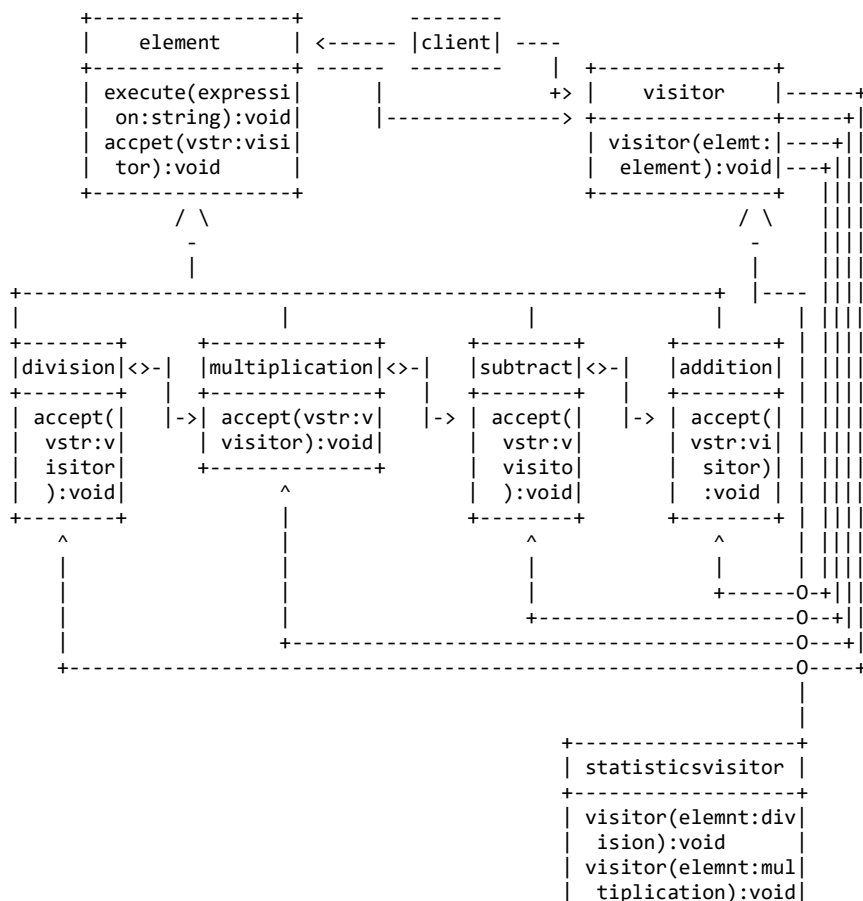 element
client
execute(expressi
on:string):void
accpet(vstr:visi
tor):void
visitor
visitor(elemt:
element):void
division
multiplication
subtract
addition
accept(
vstr:v
isitor
):void
accept(vstr:v
visitor):void
accept(
vstr:v
visito
):void
accept(
vstr:vi
sitor)
:void
statisticsvisitor
visitor(elemnt:div
ision):void
visitor(elemnt:mul
tiplication):void